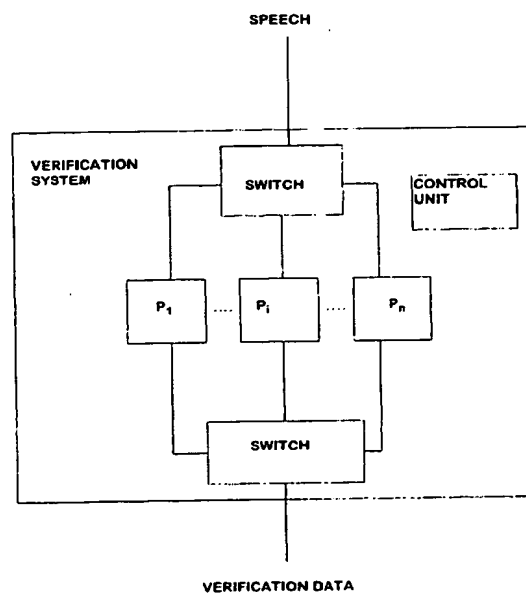 SPEECH
VERIFICATION
SYSTEM
SWITCH
CONTROL
UNIT
P1 ..... Pi ..... Pn
SWITCH
VERIFICATION DATA